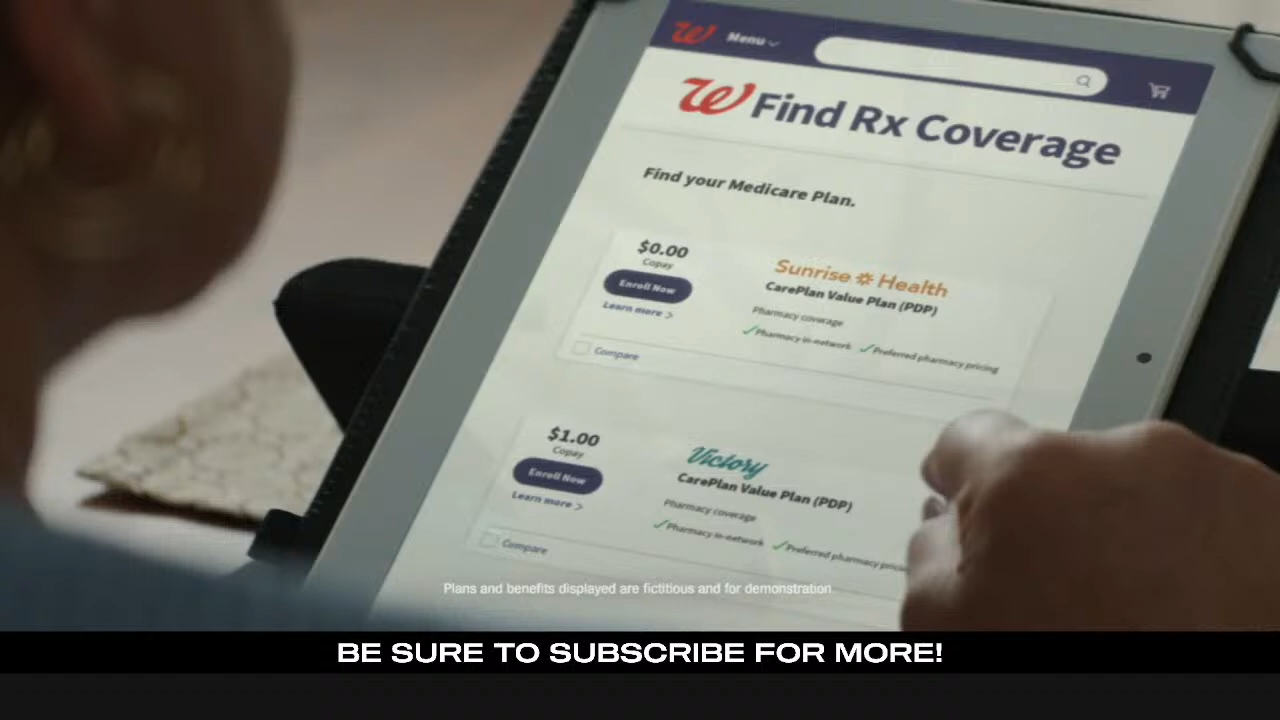 Menu
Find Rx Coverage
Find your Medicare Plan.
$0.00
Copay
Enroll Now
Learn more >
Sunrise Health
CarePlan Value Plan (PDP)
Pharmacy coverage
✓Pharmacy in-network ✓Preferred pharmacy pricing
Compare
$1.00
Copay
Enroll Now
Learn more >
Victory
CarePlan Value Plan (PDP)
Pharmacy coverage
✓Pharmacy in-network ✓Preferred pharmacy
Compare
Plans and benefits displayed are fictitious and for demonstration
BE SURE TO SUBSCRIBE FOR MORE!